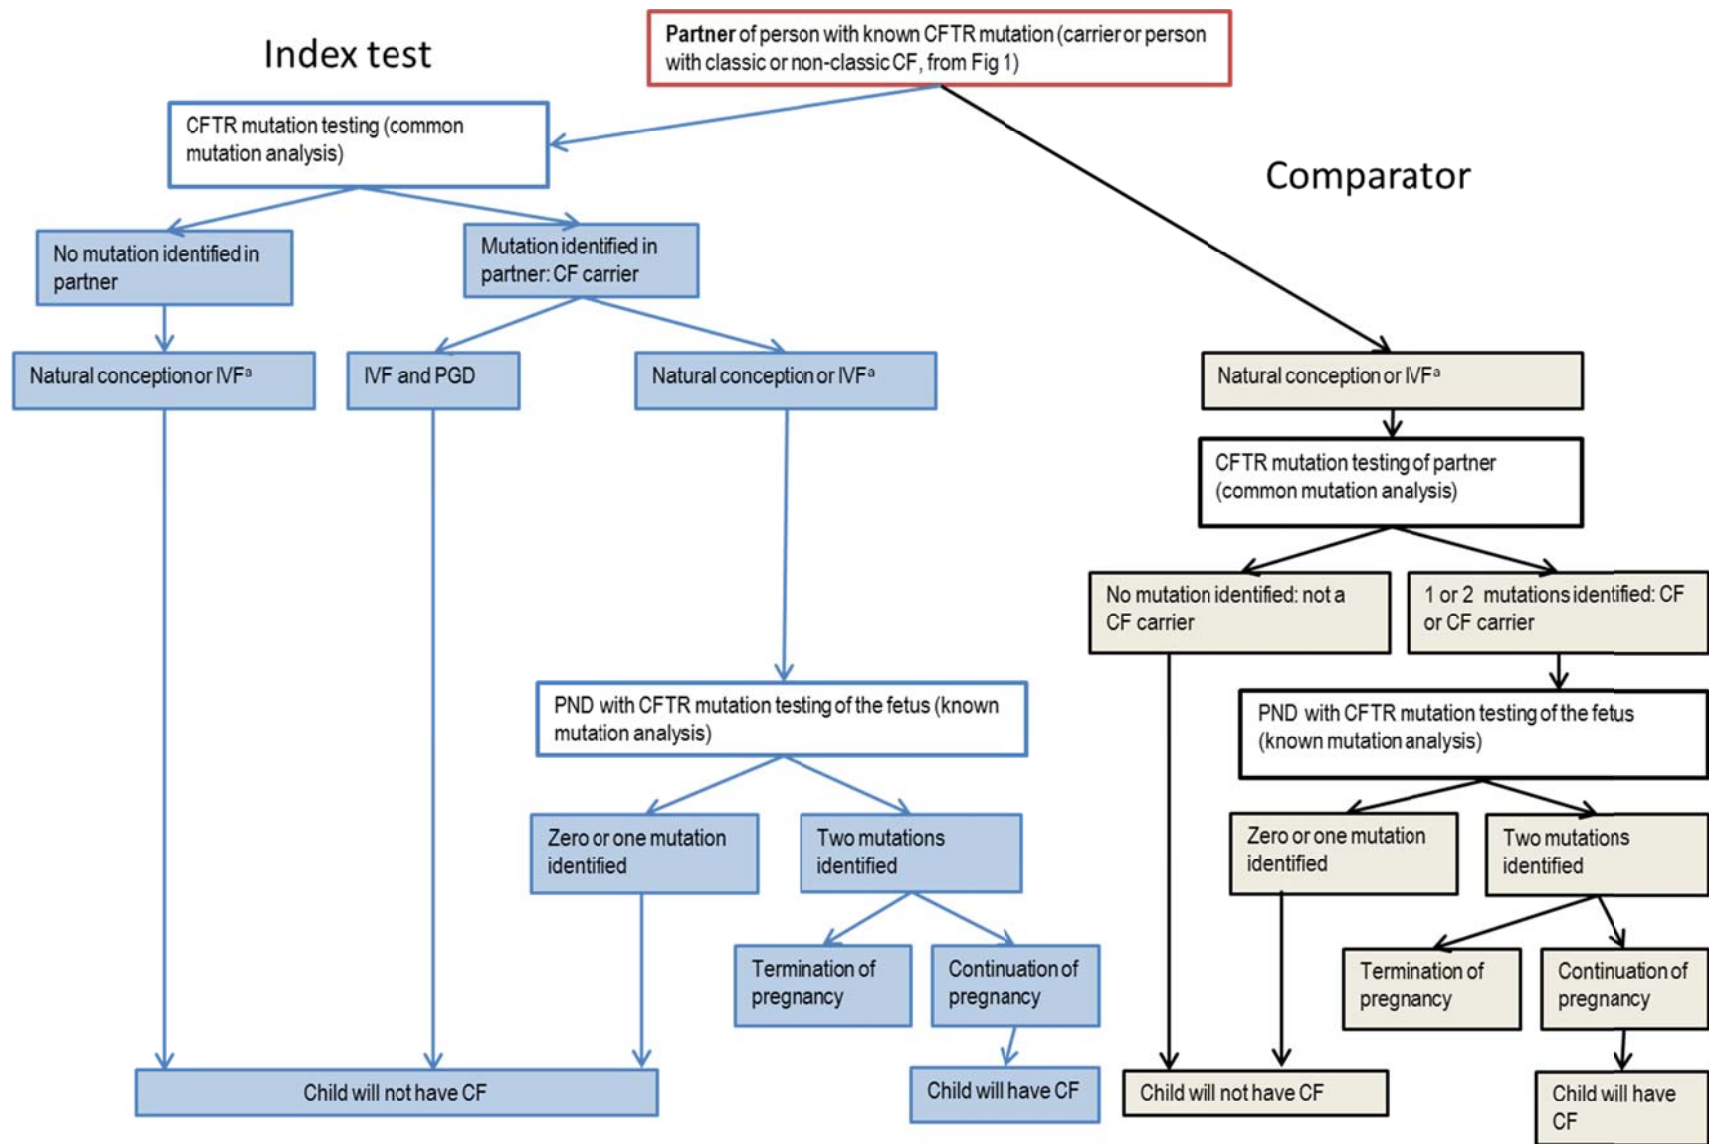 Index test
Partner of person with known CFTR mutation (carrier or person
with classic or non-classic CF, from Fig 1)
CFTR mutation testing (common
mutation analysis)
Comparator
No mutation identified in
partner
Mutation identified in
partner: CF carrier
Natural conception or IVFᵃ
IVF and PGD
Natural conception or IVFᵃ
Natural conception or IVFᵃ
CFTR mutation testing of partner
(common mutation analysis)
No mutation identified: not a
CF carrier
1 or 2 mutations identified: CF
or CF carrier
PND with CFTR mutation testing of the fetus (known
mutation analysis)
PND with CFTR mutation testing of the fetus
(known mutation analysis)
Zero or one mutation
identified
Two mutations
identified
Zero or one mutation
identified
Two mutations
identified
Termination of
pregnancy
Continuation of
pregnancy
Termination of
pregnancy
Continuation of
pregnancy
Child will not have CF
Child will have CF
Child will not have CF
Child will have
CF